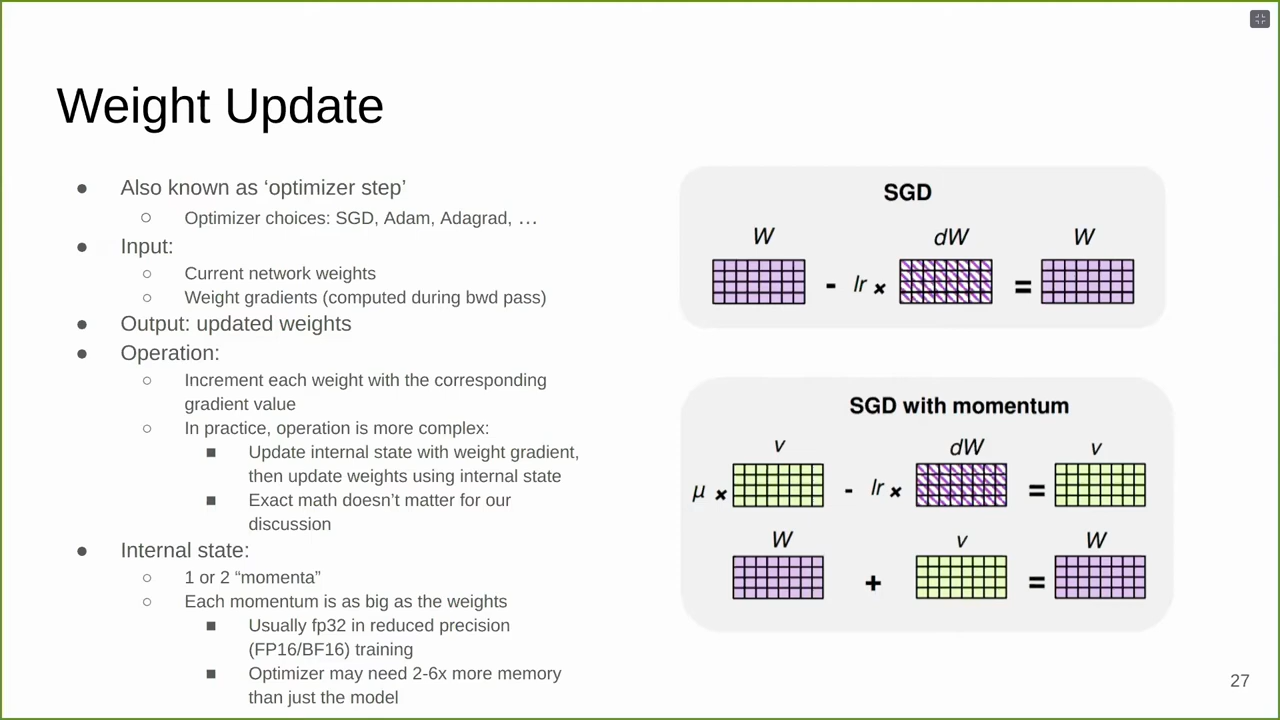 Weight Update
● Also known as ‘optimizer step’
○ Optimizer choices: SGD, Adam, Adagrad, …
● Input:
○ Current network weights
○ Weight gradients (computed during bwd pass)
● Output: updated weights
● Operation:
○ Increment each weight with the corresponding
gradient value
○ In practice, operation is more complex:
■ Update internal state with weight gradient,
then update weights using internal state
■ Exact math doesn’t matter for our
discussion
● Internal state:
○ 1 or 2 “momenta”
○ Each momentum is as big as the weights
■ Usually fp32 in reduced precision
(FP16/BF16) training
■ Optimizer may need 2-6x more memory
than just the model
SGD
W dW W
- lr × =
SGD with momentum
v dW v
μ × - lr × =
W v W
+ =
27